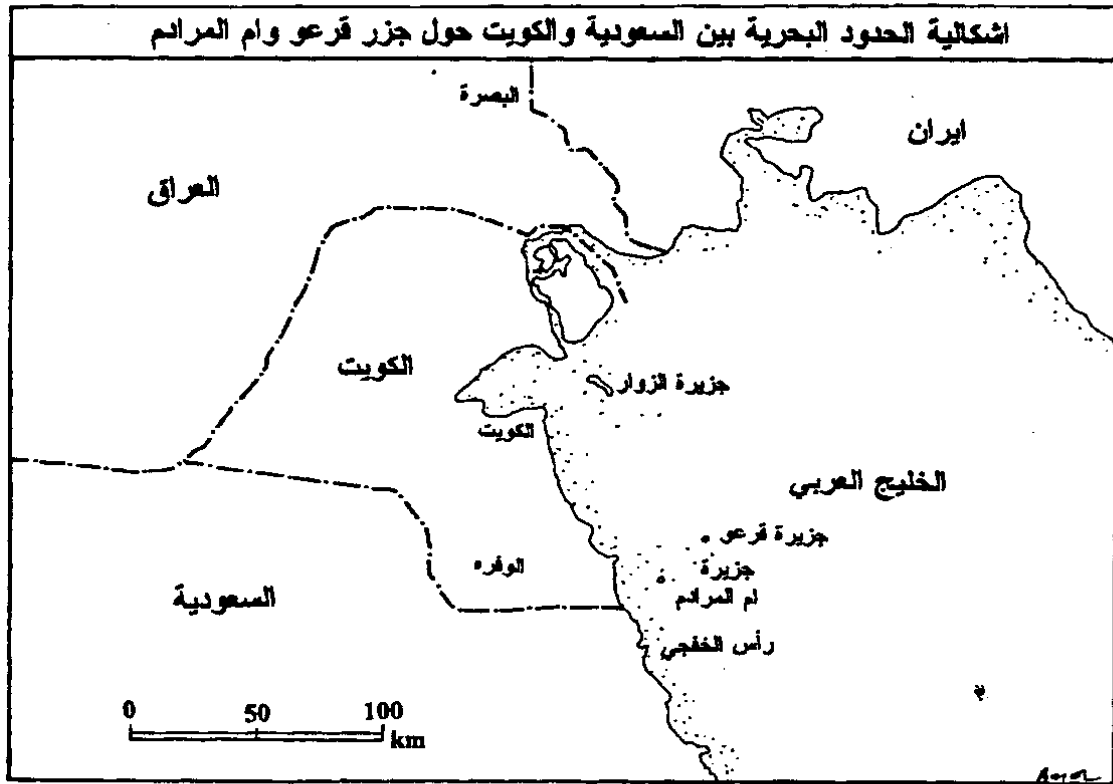 اشكالية الحدود البحرية بين السعودية والكويت حول جزر قرعو وام المرادم
البصرة
ايران
العراق
الكويت
جزيرة الزوار
الكويت
الخليج العربي
جزيرة قرعو
الوفره
جزيرة
ام المرادم
السعودية
رأس الخفجي
0 50 100
km